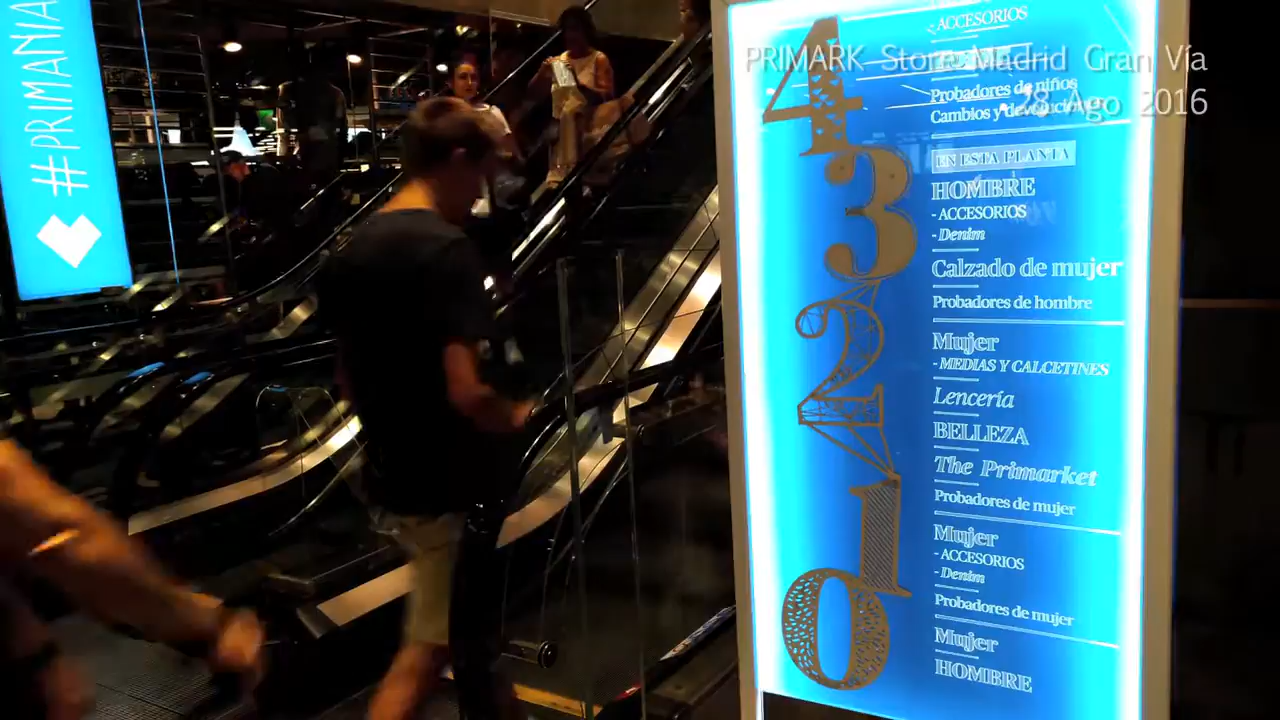 #PRIMANIA
PRIMARK Store Madrid Gran Vía
28 Ago 2016
4
- ACCESORIOS
Probadores de niños
Cambios y devoluciones
3
EN ESTA PLANTA
HOMBRE
- ACCESORIOS
- Denim
Calzado de mujer
Probadores de hombre
2
Mujer
- MEDIAS Y CALCETINES
Lencería
BELLEZA
The Primarket
Probadores de mujer
1
Mujer
- ACCESORIOS
- Denim
Probadores de mujer
0
Mujer
HOMBRE